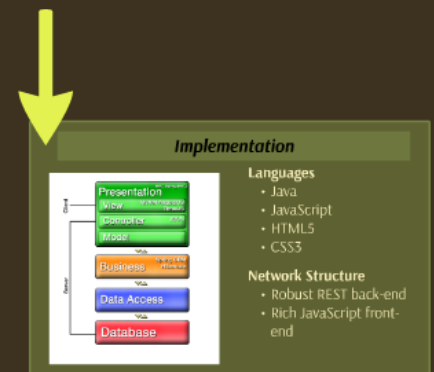 Implementation
Presentation
View
Controller
Model
Business
Data Access
Database
Client
Server
Languages
• Java
• JavaScript
• HTML5
• CSS3
Network Structure
• Robust REST back-end
• Rich JavaScript front-
end